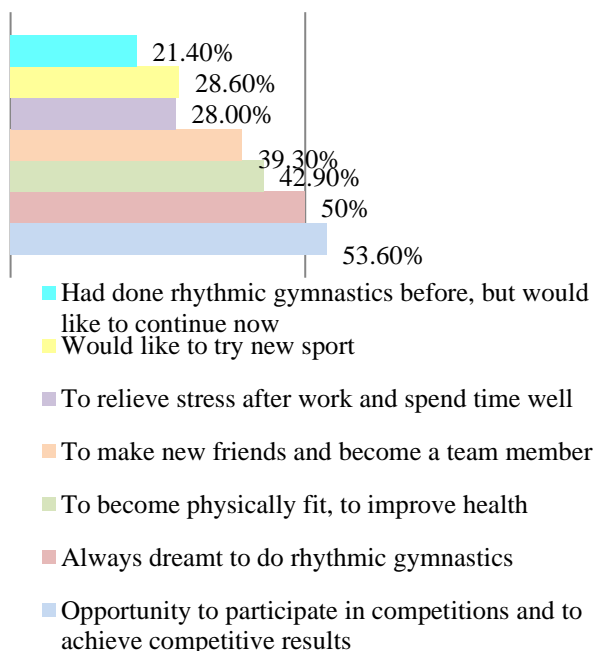 21.40%
28.60%
28.00%
39.30%
42.90%
50%
53.60%
Had done rhythmic gymnastics before, but would
like to continue now
Would like to try new sport
To relieve stress after work and spend time well
To make new friends and become a team member
To become physically fit, to improve health
Always dreamt to do rhythmic gymnastics
Opportunity to participate in competitions and to
achieve competitive results